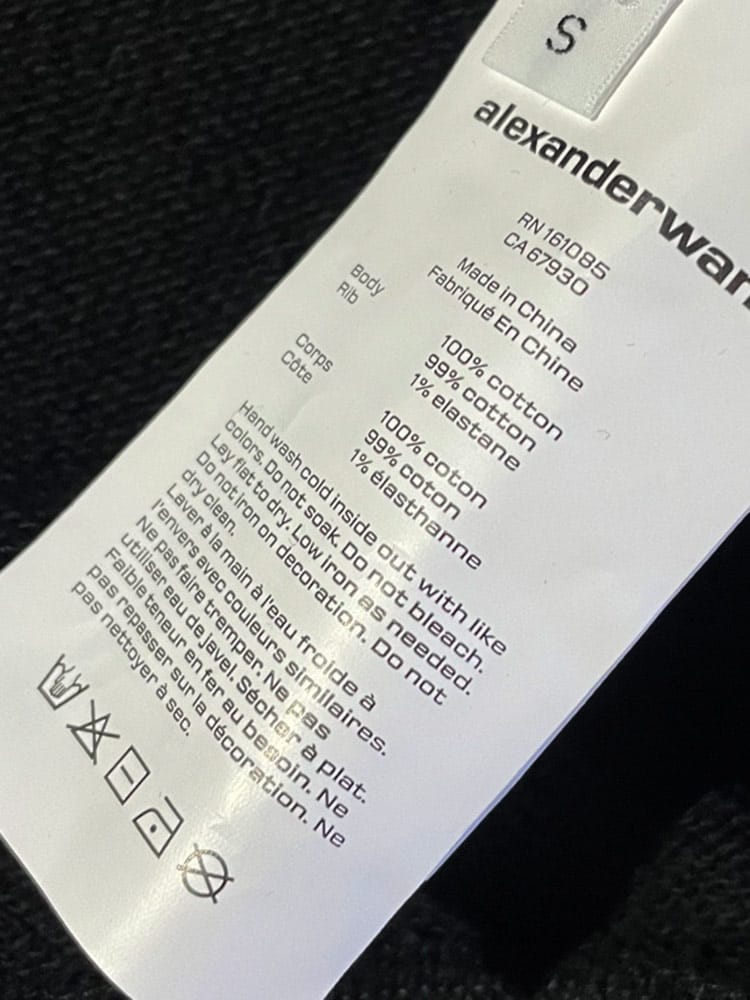 S
alexanderwan
RN 161085
CA 67930
Made in China
Fabriqué En Chine
Body 100% cotton
Rib 99% cotton
1% elastane
Corps 100% coton
Côte 99% coton
1% élasthanne
Hand wash cold inside out with like
colors. Do not soak. Do not bleach.
Lay flat to dry. Low iron as needed.
Do not iron on decoration. Do not
dry clean.
Laver à la main à l'eau froide à
l'envers avec couleurs similaires.
Ne pas faire tremper. Ne pas
utiliser eau de javel. Sécher à plat.
Faible teneur en fer au besoin. Ne
pas repasser sur la décoration. Ne
pas nettoyer à sec.